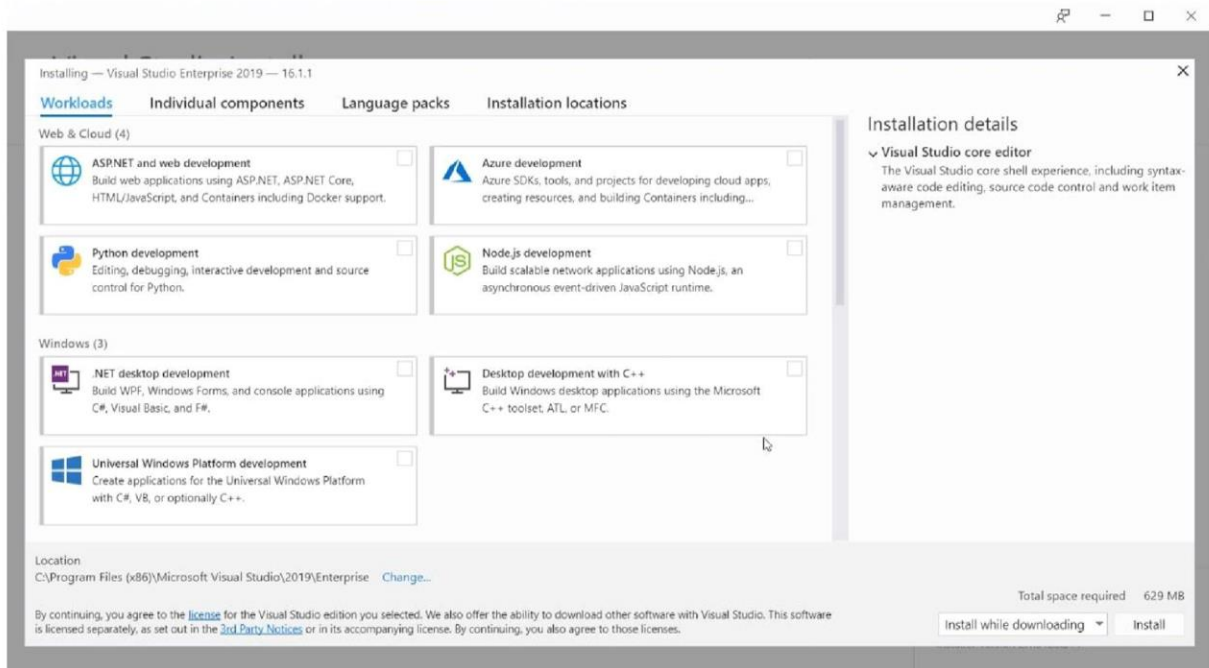 Installing — Visual Studio Enterprise 2019 — 16.1.1
Workloads
Individual components
Language packs
Installation locations
Web & Cloud (4)
ASP.NET and web development
Build web applications using ASP.NET, ASP.NET Core,
HTML/JavaScript, and Containers including Docker support.
Azure development
Azure SDKs, tools, and projects for developing cloud apps,
creating resources, and building Containers including...
Python development
Editing, debugging, interactive development and source
control for Python.
Node.js development
Build scalable network applications using Node.js, an
asynchronous event-driven JavaScript runtime.
Windows (3)
.NET desktop development
Build WPF, Windows Forms, and console applications using
C#, Visual Basic, and F#.
Desktop development with C++
Build Windows desktop applications using the Microsoft
C++ toolset, ATL, or MFC.
Universal Windows Platform development
Create applications for the Universal Windows Platform
with C#, VB, or optionally C++.
Installation details
Visual Studio core editor
The Visual Studio core shell experience, including syntax-
aware code editing, source code control and work item
management.
Location
C:\Program Files (x86)\Microsoft Visual Studio\2019\Enterprise Change...
By continuing, you agree to the license for the Visual Studio edition you selected. We also offer the ability to download other software with Visual Studio. This software
is licensed separately, as set out in the 3rd Party Notices or in its accompanying license. By continuing, you also agree to those licenses.
Total space required 629 MB
Install while downloading
Install